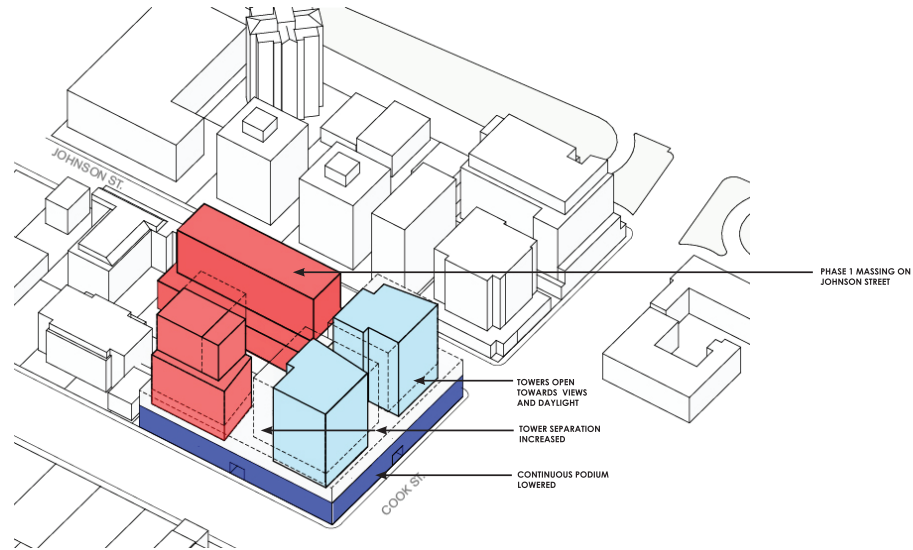 JOHNSON ST.
PHASE 1 MASSING ON
JOHNSON STREET
TOWERS OPEN
TOWARDS VIEWS
AND DAYLIGHT
TOWER SEPARATION
INCREASED
CONTINUOUS PODIUM
LOWERED
COOK ST.